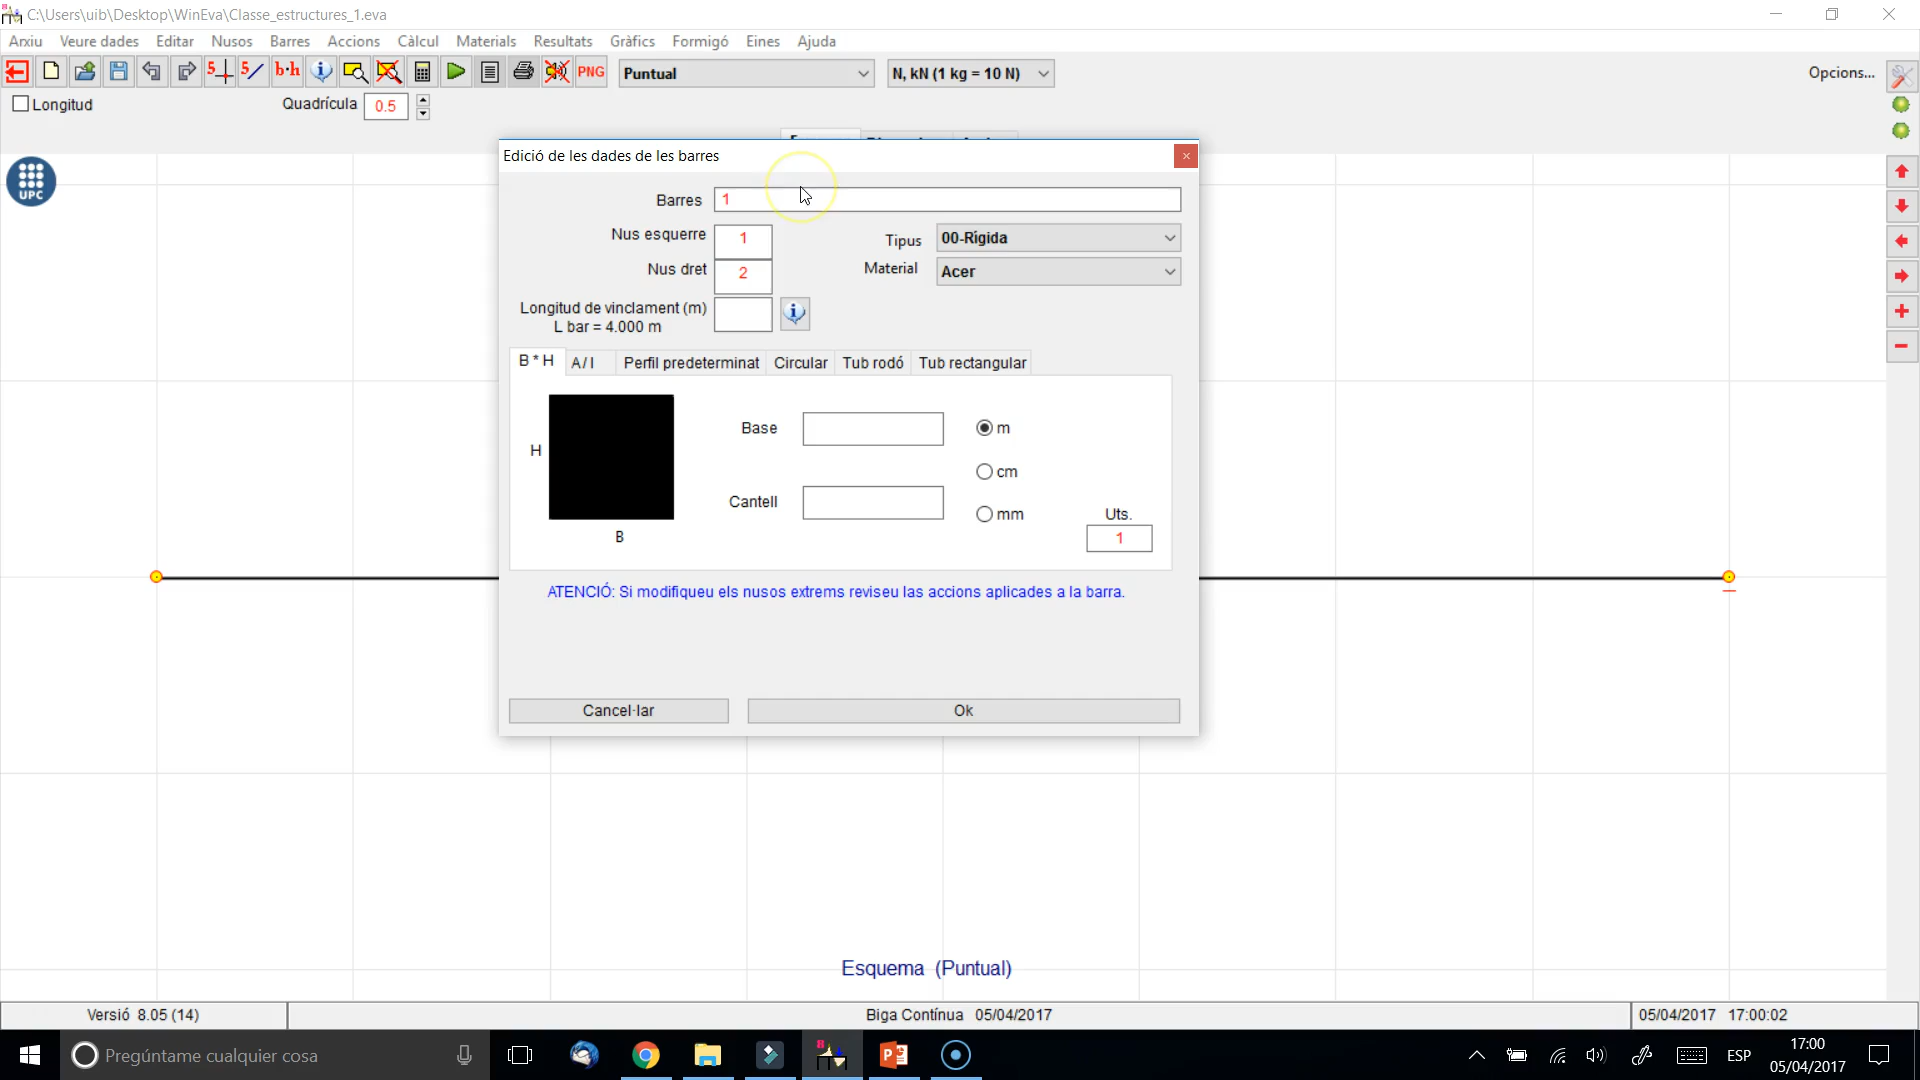 C:\Users\uib\Desktop\WinEva\Classe_estructures_1.eva
Arxiu Veure dades Editar Nusos Barres Accions Càlcul Materials Resultats Gràfics Formigó Eines Ajuda
5 5 b·h PNG Puntual N, kN (1 kg = 10 N) Opcions...
Longitud Quadrícula 0.5
UPC
Edició de les dades de les barres
Barres 1
Nus esquerre 1
Tipus 00-Rígida
Nus dret 2
Material Acer
Longitud de vinclament (m)
L bar = 4.000 m
B * H A / I Perfil predeterminat Circular Tub rodó Tub rectangular
Base m
H
cm
Cantell
mm
Uts.
B
1
ATENCIÓ: Si modifiqueu els nusos extrems reviseu las accions aplicades a la barra.
Cancel·lar Ok
Esquema (Puntual)
Versió 8.05 (14) Biga Contínua 05/04/2017 05/04/2017 17:00:02
Pregúntame cualquier cosa ESP 17:00
05/04/2017